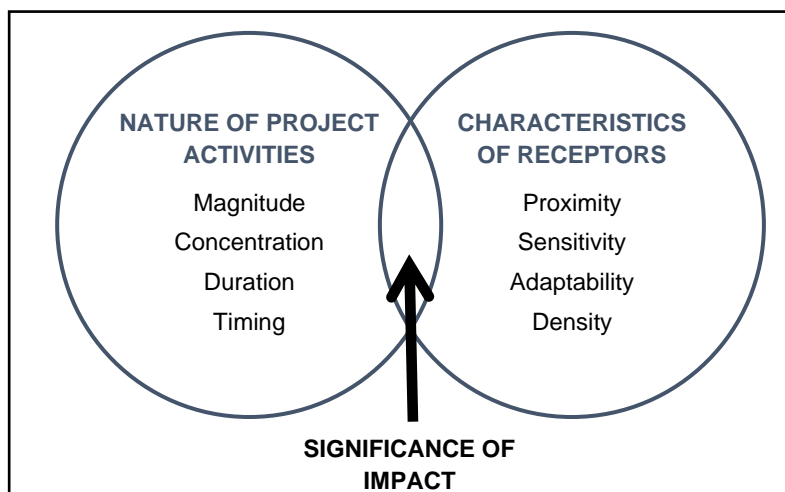 NATURE OF PROJECT
ACTIVITIES
Magnitude
Concentration
Duration
Timing
CHARACTERISTICS
OF RECEPTORS
Proximity
Sensitivity
Adaptability
Density
SIGNIFICANCE OF
IMPACT